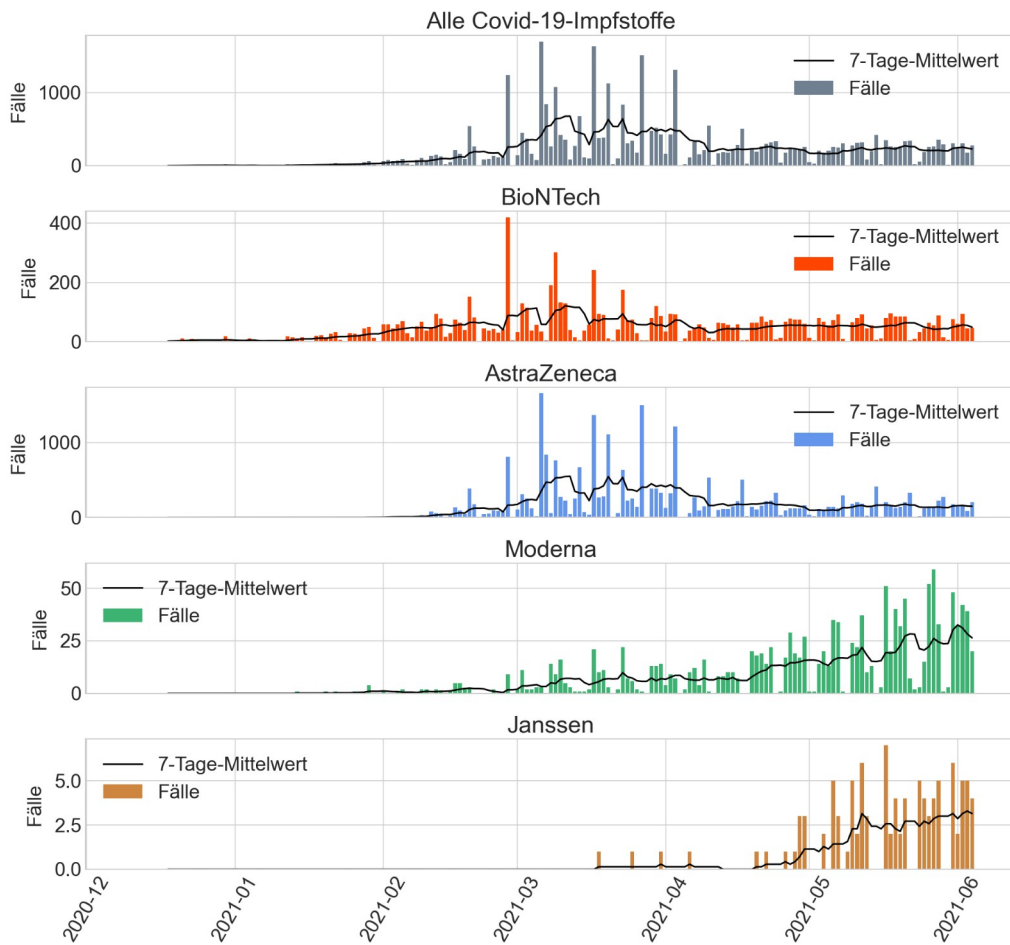 Alle Covid-19-Impfstoffe
7-Tage-Mittelwert
Fälle
Fälle
1000
0
BioNTech
7-Tage-Mittelwert
Fälle
Fälle
400
200
0
AstraZeneca
7-Tage-Mittelwert
Fälle
Fälle
1000
0
Moderna
7-Tage-Mittelwert
Fälle
Fälle
50
25
0
Janssen
7-Tage-Mittelwert
Fälle
Fälle
5.0
2.5
0.0
2020-12
2021-01
2021-02
2021-03
2021-04
2021-05
2021-06